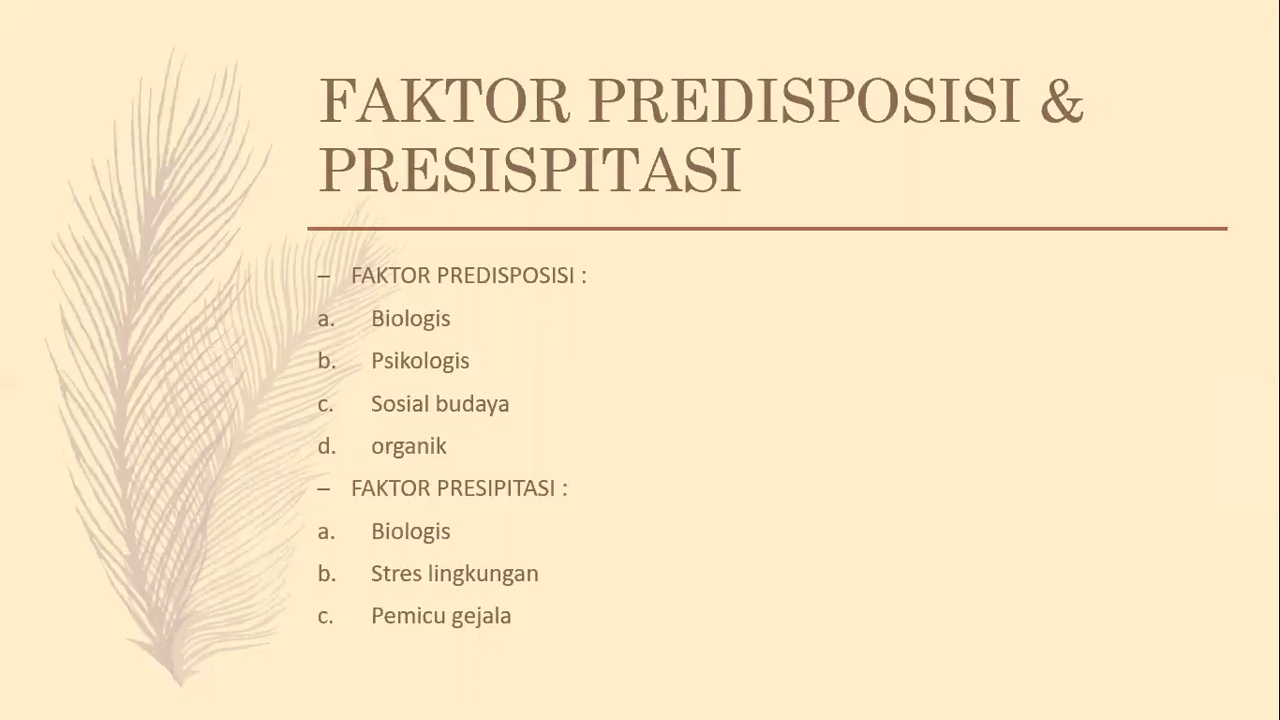 FAKTOR PREDISPOSISI &
PRESISPITASI
– FAKTOR PREDISPOSISI :
a. Biologis
b. Psikologis
c. Sosial budaya
d. organik
– FAKTOR PRESIPITASI :
a. Biologis
b. Stres lingkungan
c. Pemicu gejala